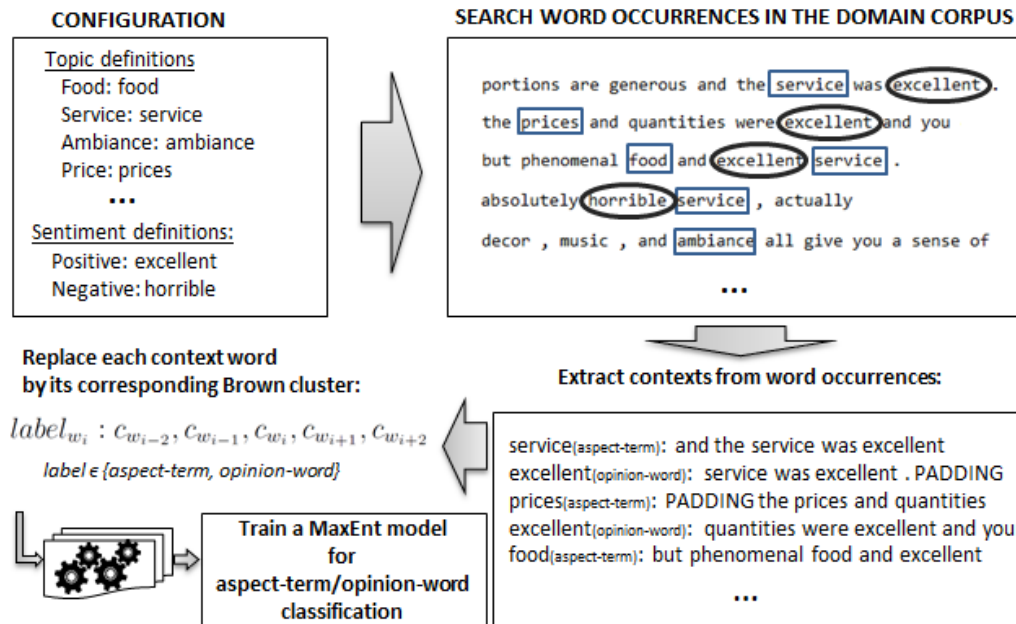 CONFIGURATION
Topic definitions
Food: food
Service: service
Ambiance: ambiance
Price: prices
...
Sentiment definitions:
Positive: excellent
Negative: horrible
SEARCH WORD OCCURRENCES IN THE DOMAIN CORPUS
portions are generous and the service was excellent .
the prices and quantities were excellent and you
but phenomenal food and excellent service .
absolutely horrible service , actually
decor , music , and ambiance all give you a sense of
...
Extract contexts from word occurrences:
service(aspect-term): and the service was excellent
excellent(opinion-word): service was excellent . PADDING
prices(aspect-term): PADDING the prices and quantities
excellent(opinion-word): quantities were excellent and you
food(aspect-term): but phenomenal food and excellent
...
Replace each context word
by its corresponding Brown cluster:
label_{w_i} : c_{w_{i-2}}, c_{w_{i-1}}, c_{w_i}, c_{w_{i+1}}, c_{w_{i+2}}
label ϵ {aspect-term, opinion-word}
Train a MaxEnt model
for
aspect-term/opinion-word
classification